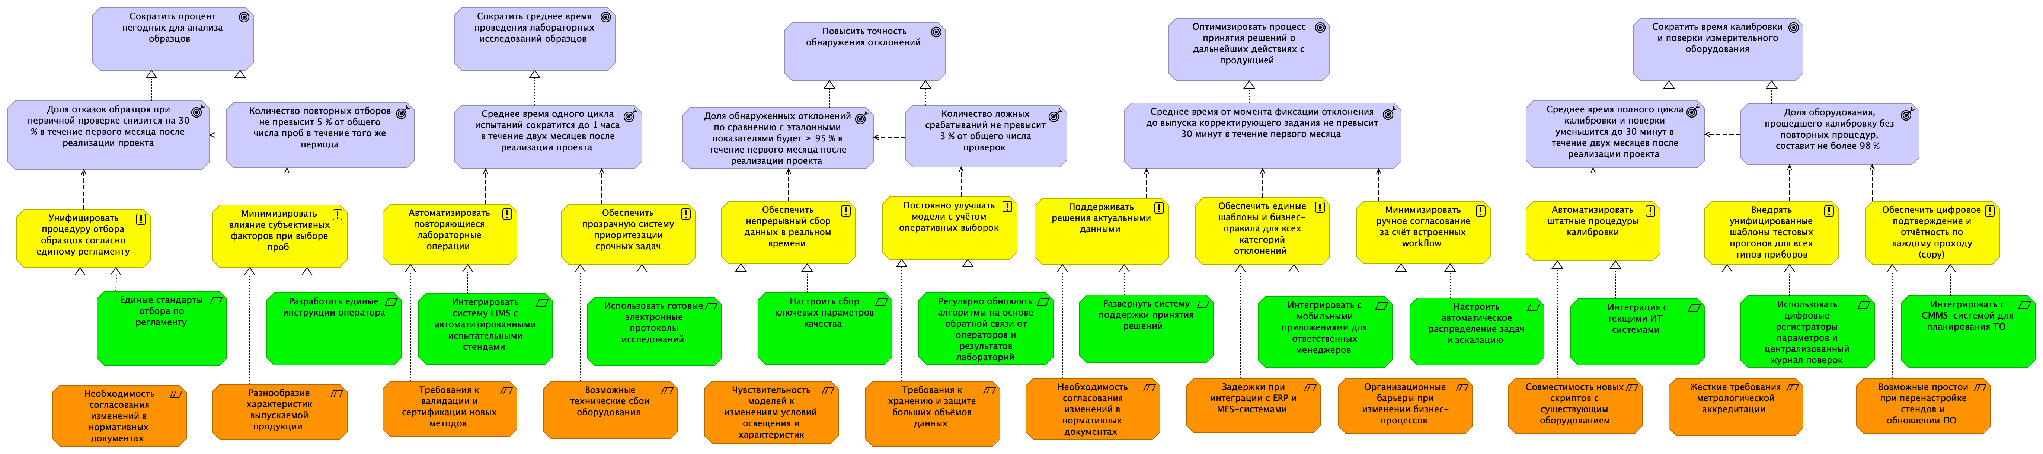 Сократить процент
негодных для анализа
образцов
Сократить среднее время
проведения лабораторных
исследований образцов
Повысить точность
обнаружения отклонений
Оптимизировать процесс
принятия решений о
дальнейших действиях с
продукцией
Сократить время калибровки
и поверки измерительного
оборудования
Доля отказок образцов при
первичной проверке снизится на 30
% в течение первого месяца после
реализации проекта
Количество повторных отборов
не превысит 5 % от общего
числа проб в течение того же
периода
Среднее время одного цикла
испытаний сократится до 1 часа
в течение двух месяцев после
реализации проекта
Доля обнаруженных отклонений
по сравнению с эталонными
показателями будет > 95 % в
течение первого месяца после
реализации проекта
Количество ложных
срабатываний не превысит
3 % от общего числа
проверок
Среднее время от момента фиксации отклонения
до выпуска корректирующего задания не превысит
30 минут в течение первого месяца
Среднее время полного цикла
калибровки и поверки
уменьшится до 30 минут в
течение двух месяцев после
реализации проекта
Доля оборудования,
прошедшего калибровку без
повторных процедур,
составит не более 98 %
Унифицировать
процедуру отбора
образцов согласно
единому регламенту
Минимизировать
влияние субъективных
факторов при выборе
проб
Автоматизировать
повторяющиеся
лабораторные
операции
Обеспечить
прозрачную систему
приоритезации
срочных задач
Обеспечить
непрерывный сбор
данных в реальном
времени
Постоянно улучшать
модели с учётом
оперативных выборок
Поддерживать
решения актуальными
данными
Обеспечить единые
шаблоны и бизнес-
правила для всех
категорий
отклонений
Минимизировать
ручное согласование
за счёт встроенных
workflow
Автоматизировать
штатные процедуры
калибровки
Внедрять
унифицированные
шаблоны тестовых
прогонов для всех
типов приборов
Обеспечить цифровое
подтверждение и
отчётность по
каждому проходу
(copy)
Единые стандарты
отбора по
регламенту
Разработать единые
инструкции оператора
Интегрировать
систему LIMS с
автоматизированными
испытательными
стендами
Использовать готовые
электронные
протоколы
исследований
Настроить сбор
ключевых параметров
качества
Регулярно обновлять
алгоритмы на основе
обратной связи от
операторов и
результатов
лабораторий
Развернуть систему
поддержки принятия
решений
Интегрировать с
мобильными
приложениями для
ответственных
менеджеров
Настроить
автоматическое
распределение задач
и эскалацию
Интеграция с
текщими ИТ
системами
Использовать
цифровые
регистраторы
параметров и
централизованный
журнал поверок
Интегрировать с
CMMS-системой для
планирования ТО
Необходимость
согласования
изменений в
нормативных
документах
Разнообразие
характеристик
выпускаемой
продукции
Требования к
валидации и
сертификации новых
методов
Возможные
технические сбои
оборудования
Чувствительность
моделей к
изменениям условий
освещения и
характеристик
Требования к
хранению и защите
больших объёмов
данных
Необходимость
согласования
изменений в
нормативных
документах
Задержки при
интеграции с ERP и
MES-системами
Организационные
барьеры при
изменении бизнес-
процессов
Совместимость новых
скриптов с
существующим
оборудованием
Жёсткие требования
метрологической
аккредитации
Возможные простои
при перенастройке
стендов и
обновлении ПО